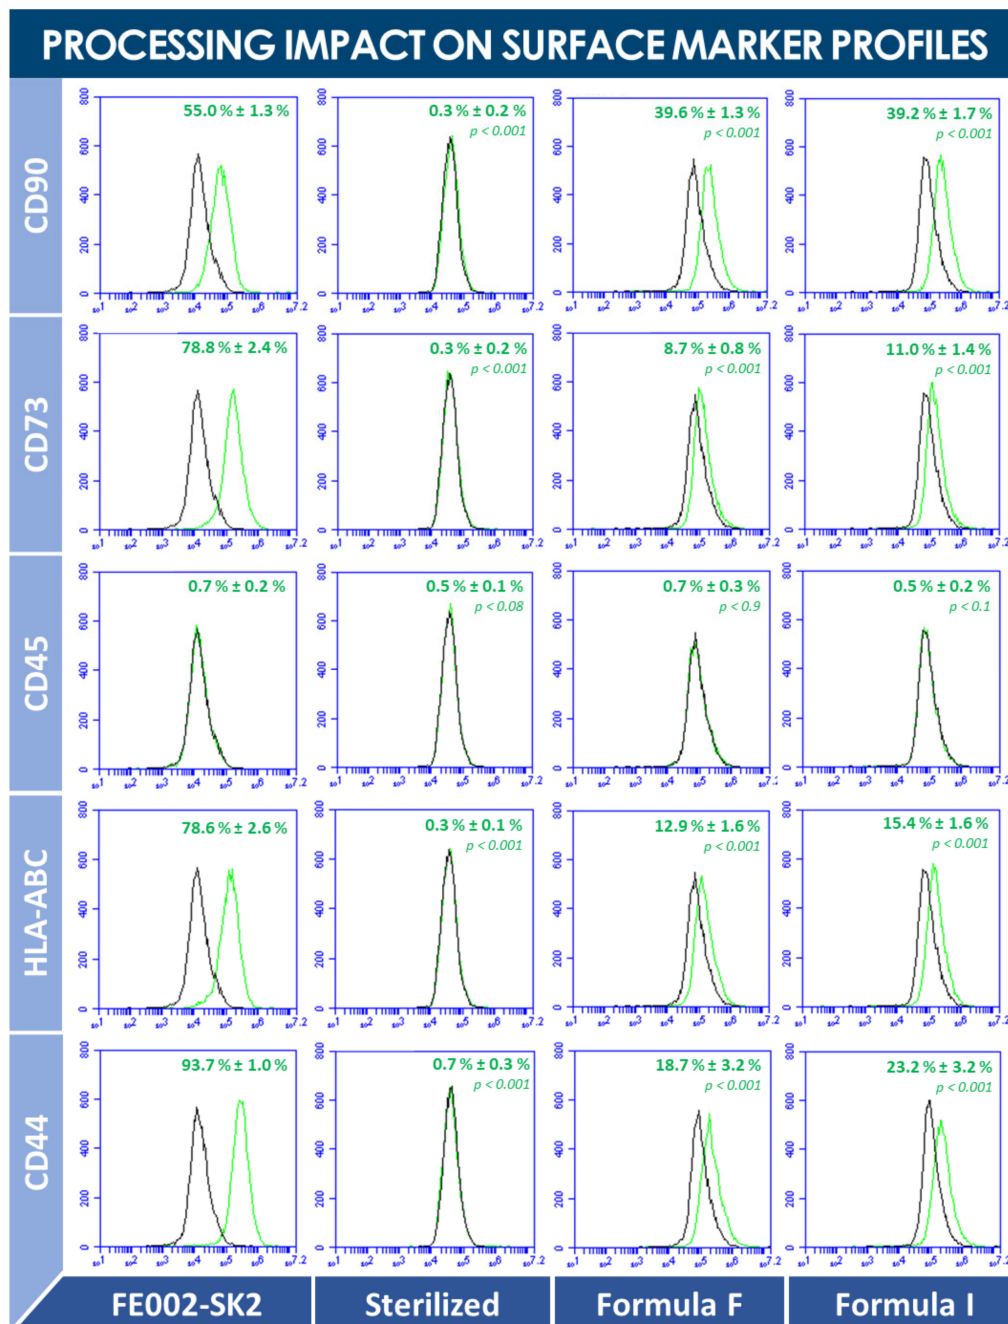 PROCESSING IMPACT ON SURFACE MARKER PROFILES
CD90
55.0 % ± 1.3 %
0.3 % ± 0.2 %
p < 0.001
39.6 % ± 1.3 %
p < 0.001
39.2 % ± 1.7 %
p < 0.001
CD73
78.8 % ± 2.4 %
0.3 % ± 0.2 %
p < 0.001
8.7 % ± 0.8 %
p < 0.001
11.0 % ± 1.4 %
p < 0.001
CD45
0.7 % ± 0.2 %
0.5 % ± 0.1 %
p < 0.08
0.7 % ± 0.3 %
p < 0.9
0.5 % ± 0.2 %
p < 0.1
HLA-ABC
78.6 % ± 2.6 %
0.3 % ± 0.1 %
p < 0.001
12.9 % ± 1.6 %
p < 0.001
15.4 % ± 1.6 %
p < 0.001
CD44
93.7 % ± 1.0 %
0.7 % ± 0.3 %
p < 0.001
18.7 % ± 3.2 %
p < 0.001
23.2 % ± 3.2 %
p < 0.001
FE002-SK2
Sterilized
Formula F
Formula I